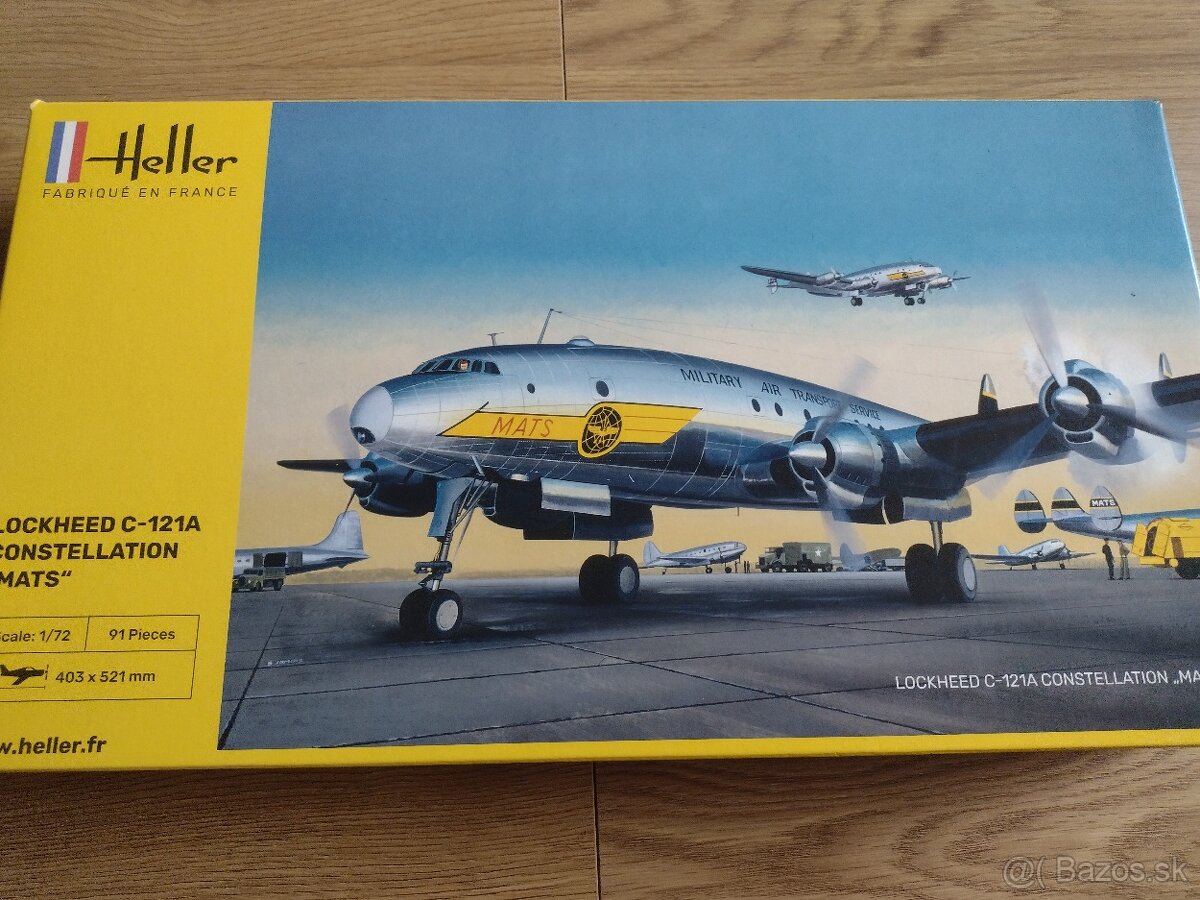 Heller
FABRIQUÉ EN FRANCE
LOCKHEED C-121A
CONSTELLATION
MATS“
Scale: 1/72
91 Pieces
403 x 521 mm
w.heller.fr
MATS
MILITARY AIR TRANSPORT SERVICE
MATS
LOCKHEED C-121A CONSTELLATION „MA
@( Bazos.sk